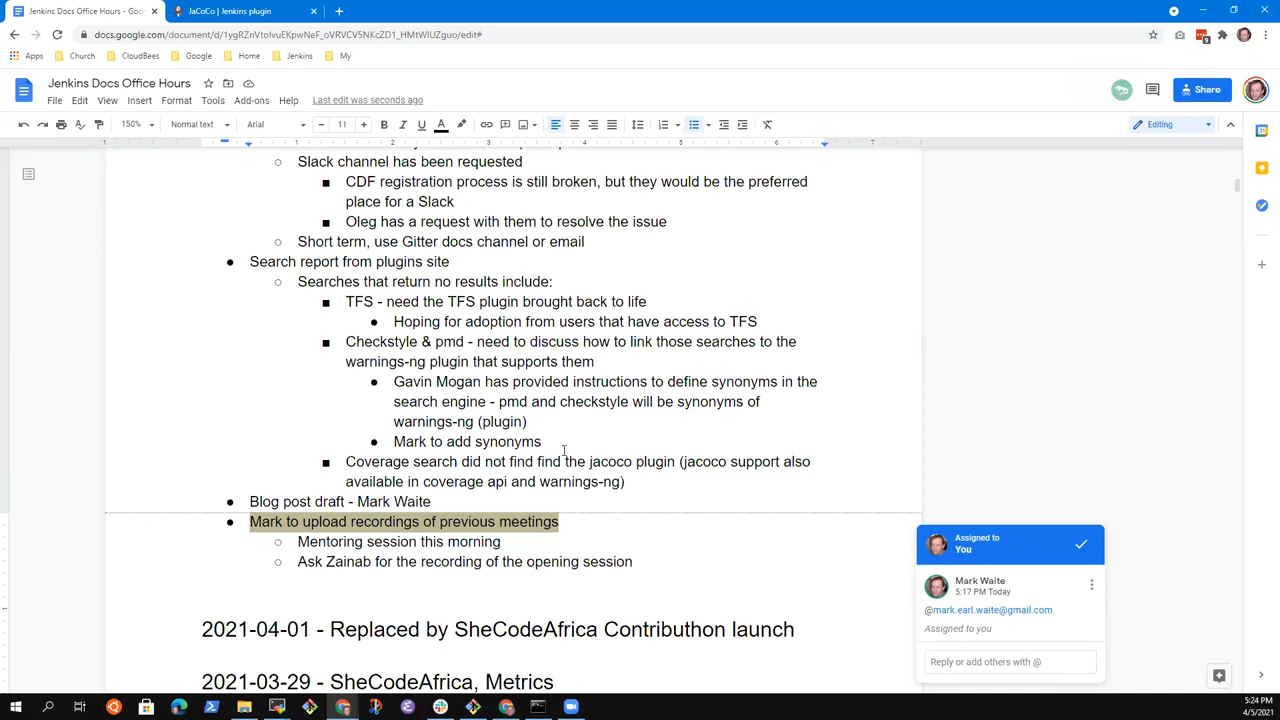 Jenkins Docs Office Hours - Goo
JaCoCo | Jenkins plugin
docs.google.com/document/d/1ygRZnVtoIvuEKpwNeF_oVRVCV5NKcZD1_HMtWIUZguo/edit#
9
Apps Church CloudBees Google Home Jenkins My
Jenkins Docs Office Hours
File Edit View Insert Format Tools Add-ons Help Last edit was seconds ago
Share
150% Normal text Arial 11 Editing
1 1 2 3 4 5 6 7
Slack channel has been requested
CDF registration process is still broken, but they would be the preferred
place for a Slack
Oleg has a request with them to resolve the issue
Short term, use Gitter docs channel or email
Search report from plugins site
Searches that return no results include:
TFS - need the TFS plugin brought back to life
Hoping for adoption from users that have access to TFS
Checkstyle & pmd - need to discuss how to link those searches to the
warnings-ng plugin that supports them
Gavin Mogan has provided instructions to define synonyms in the
search engine - pmd and checkstyle will be synonyms of
warnings-ng (plugin)
Mark to add synonyms
Coverage search did not find find the jacoco plugin (jacoco support also
available in coverage api and warnings-ng)
Blog post draft - Mark Waite
Mark to upload recordings of previous meetings
Mentoring session this morning
Ask Zainab for the recording of the opening session
2021-04-01 - Replaced by SheCodeAfrica Contributhon launch
2021-03-29 - SheCodeAfrica, Metrics
Assigned to
You
Mark Waite
5:17 PM Today
@mark.earl.waite@gmail.com
Assigned to you
Reply or add others with @
5:24 PM
4/5/2021